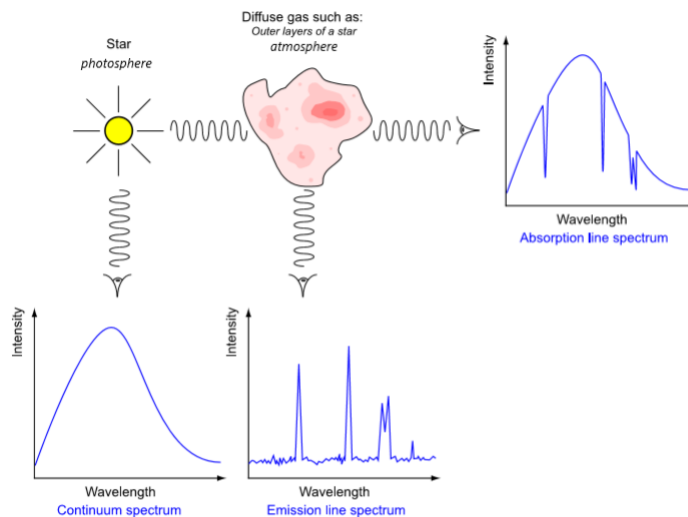 Star
photosphere
Diffuse gas such as:
Outer layers of a star
atmosphere
Intensity
Wavelength
Absorption line spectrum
Intensity
Wavelength
Continuum spectrum
Intensity
Wavelength
Emission line spectrum